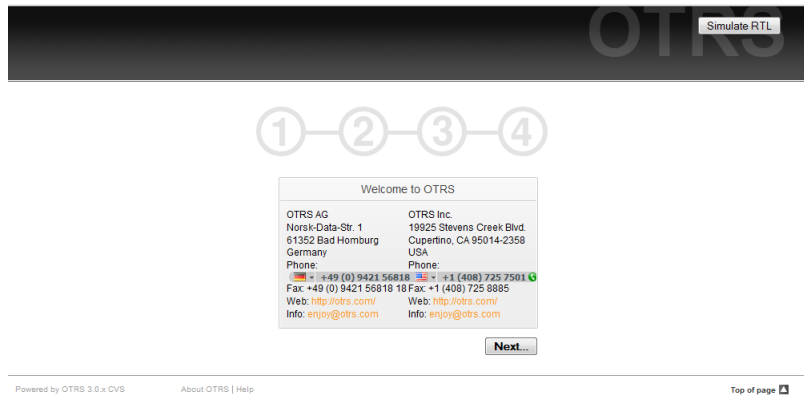 OTRS
Simulate RTL
1 2 3 4
Welcome to OTRS
OTRS AG
Norsk-Data-Str. 1
61352 Bad Homburg
Germany
Phone:
+49 (0) 9421 56818
Fax: +49 (0) 9421 56818 18
Web: http://otrs.com/
Info: enjoy@otrs.com
OTRS Inc.
19925 Stevens Creek Blvd.
Cupertino, CA 95014-2358
USA
Phone:
+1 (408) 725 7501
Fax: +1 (408) 725 8885
Web: http://otrs.com/
Info: enjoy@otrs.com
Next...
Powered by OTRS 3.0.x CVS
About OTRS | Help
Top of page